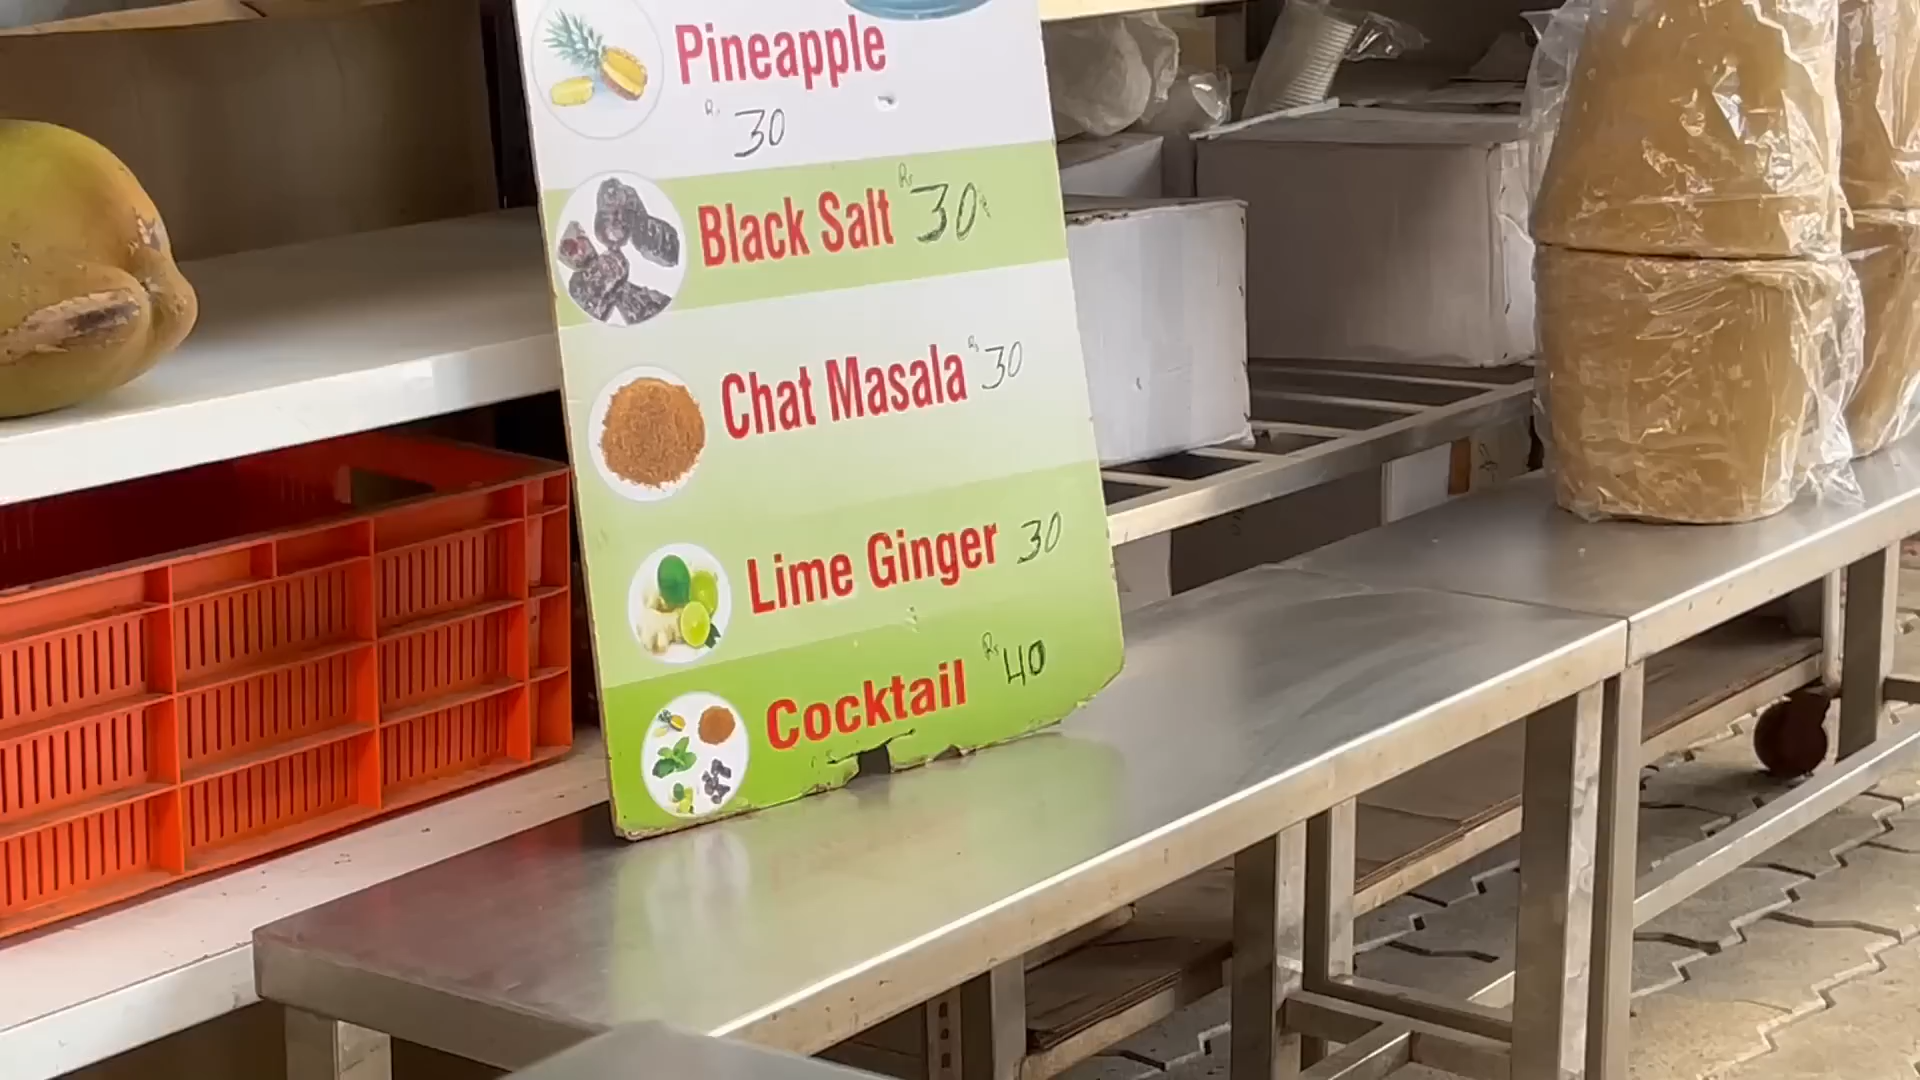 Pineapple
Rs 30
Black Salt Rs 30
Chat Masala Rs 30
Lime Ginger 30
Cocktail Rs 40